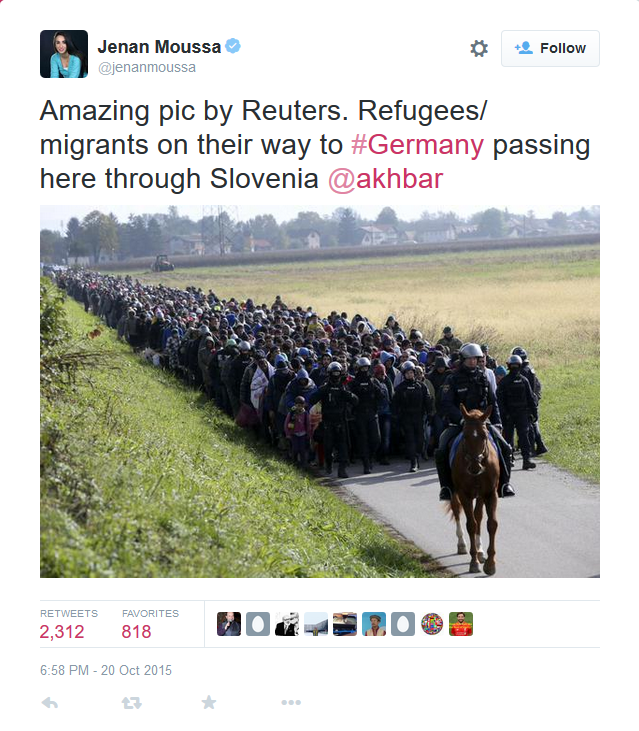 Jenan Moussa
@jenanmoussa
Follow
Amazing pic by Reuters. Refugees/
migrants on their way to #Germany passing
here through Slovenia @akhbar
RETWEETS FAVORITES
2,312 818
6:58 PM - 20 Oct 2015